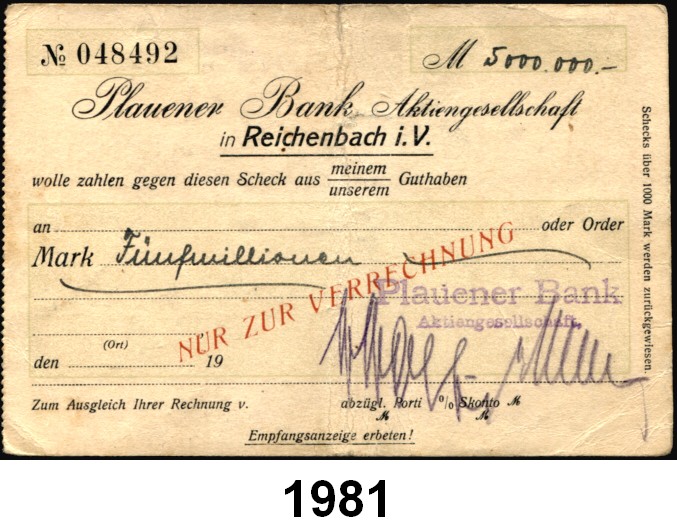 № 048492
M 5000.000.-
Plauener Bank Aktiengesellschaft
in Reichenbach i.V.
wolle zahlen gegen diesen Scheck aus meinem
unserem Guthaben
an oder Order
Mark Fünfmillionen
NUR ZUR VERRECHNUNG
Plauener Bank
Aktiengesellschaft.
(Ort)
den 19
Zum Ausgleich Ihrer Rechnung v. abzügl. Porti % Skonto M
M M
Empfangsanzeige erbeten!
Schecks über 1000 Mark werden zurückgewiesen.
1981